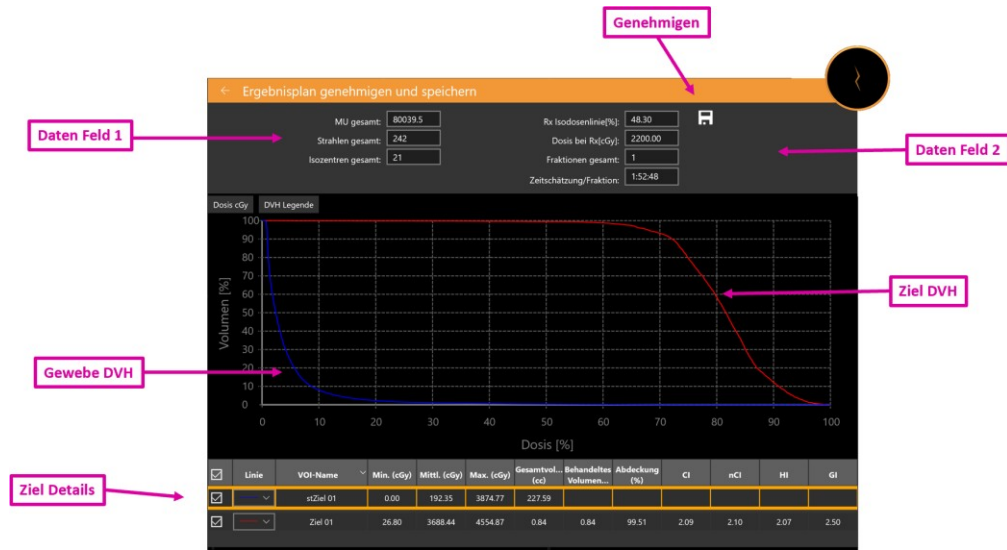 Genehmigen
Ergebnisplan genehmigen und speichern
Daten Feld 1
MU gesamt: 80039.5
Strahlen gesamt: 242
Isozentren gesamt: 21
Rx Isodosenlinie[%]: 48.30
Dosis bei Rx[cGy]: 2200.00
Fraktionen gesamt: 1
Zeitschätzung/Fraktion: 1:52:48
Daten Feld 2
Dosis cGy DVH Legende
100
90
80
70
60
50
40
30
20
10
0
Volumen [%]
0 10 20 30 40 50 60 70 80 90 100
Dosis [%]
Ziel DVH
Gewebe DVH
Ziel Details
Linie VOI-Name Min. (cGy) Mittl. (cGy) Max. (cGy) Gesamtvol... (cc) Behandeltes Volumen... Abdeckung (%) CI nCI HI GI
stZiel 01 0.00 192.35 3874.77 227.59
Ziel 01 26.80 3688.44 4554.87 0.84 0.84 99.51 2.09 2.10 2.07 2.50